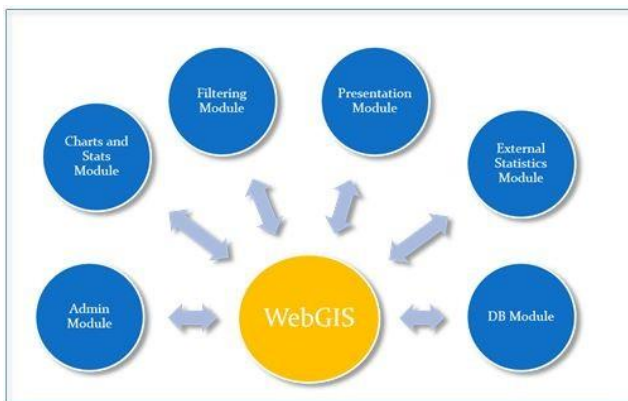 Filtering
Module
Presentation
Module
Charts and
Stats
Module
External
Statistics
Module
Admin
Module
WebGIS
DB Module